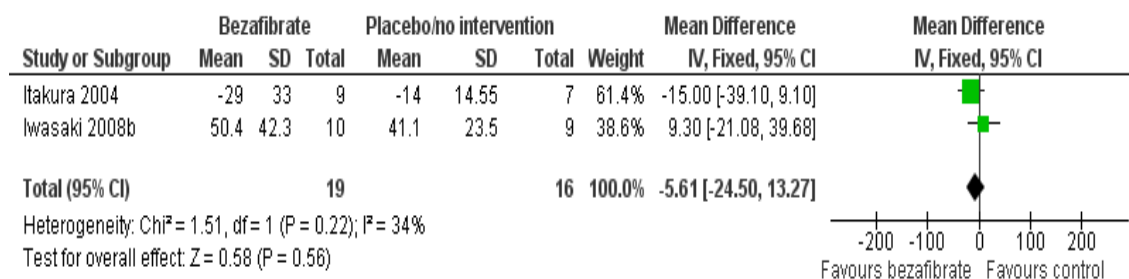 Bezafibrate Placebo/no intervention Mean Difference Mean Difference
Study or Subgroup Mean SD Total Mean SD Total Weight IV, Fixed, 95% CI IV, Fixed, 95% CI
Itakura 2004 -29 33 9 -14 14.55 7 61.4% -15.00 [-39.10, 9.10]
Iwasaki 2008b 50.4 42.3 10 41.1 23.5 9 38.6% 9.30 [-21.08, 39.68]
Total (95% CI) 19 16 100.0% -5.61 [-24.50, 13.27]
Heterogeneity: Chi² = 1.51, df = 1 (P = 0.22); I² = 34%
Test for overall effect: Z = 0.58 (P = 0.56)
-200 -100 0 100 200
Favours bezafibrate Favours control